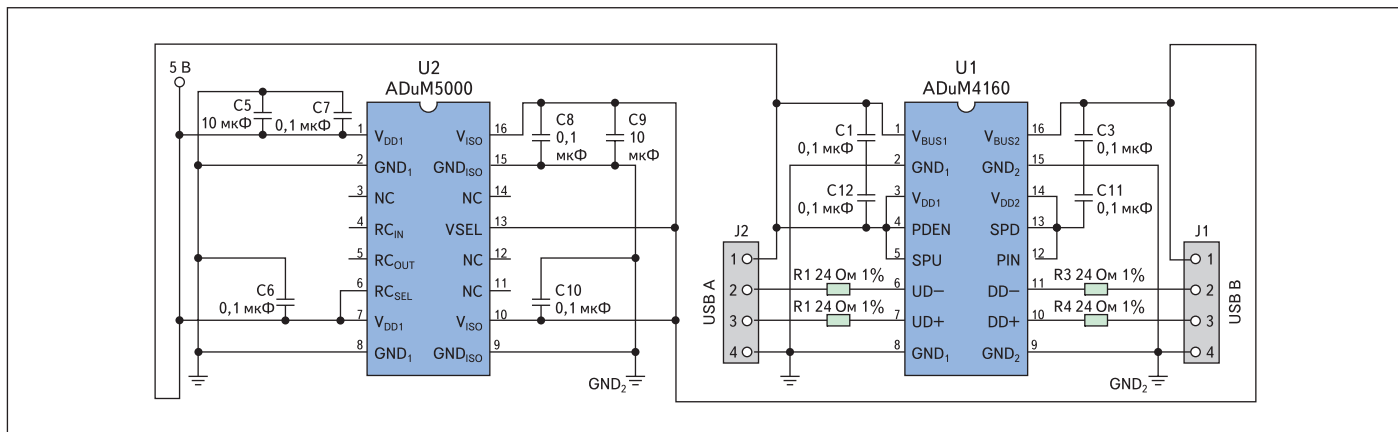 5 В
U2
ADuM5000
C5
10 мкФ
C7
0,1 мкФ
C8
0,1
мкФ
C9
10
мкФ
1 VDD1
2 GND1
3 NC
4 RCIN
5 RCOUT
6 RCSEL
7 VDD1
8 GND1
VISO 16
GNDISO 15
NC 14
VSEL 13
NC 12
NC 11
VISO 10
GNDISO 9
C6
0,1 мкФ
C10
0,1 мкФ
GND2
U1
ADuM4160
C1
0,1 мкФ
C12
0,1 мкФ
C3
0,1 мкФ
C11
0,1 мкФ
1 VBUS1
2 GND1
3 VDD1
4 PDEN
5 SPU
6 UD−
7 UD+
8 GND1
VBUS2 16
GND2 15
VDD2 14
SPD 13
PIN 12
DD− 11
DD+ 10
GND2 9
J2
1
2
3
4
USB A
R1 24 Ом 1%
R1 24 Ом 1%
R3 24 Ом 1%
R4 24 Ом 1%
J1
1
2
3
4
USB B
GND2